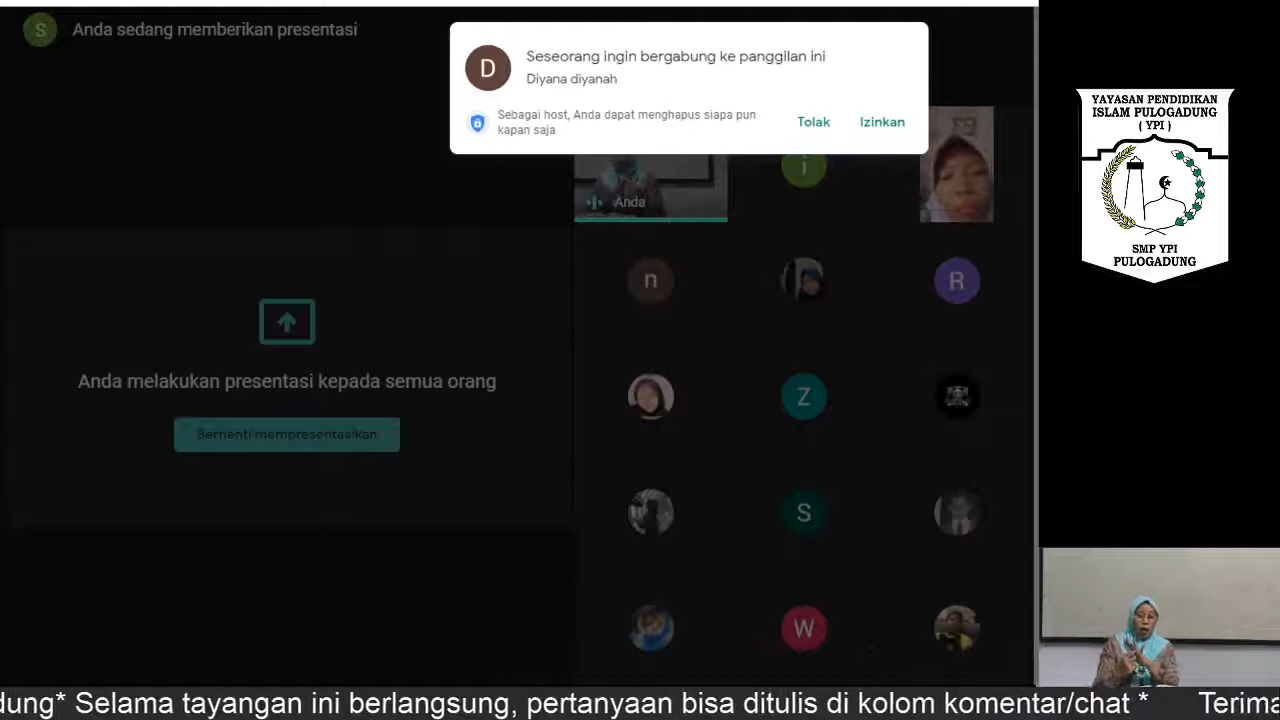 S
Anda sedang memberikan presentasi
D
Seseorang ingin bergabung ke panggilan ini
Diyana diyanah
Sebagai host, Anda dapat menghapus siapa pun
kapan saja
Tolak
Izinkan
Anda
i
n
R
Anda melakukan presentasi kepada semua orang
Berhenti mempresentasikan
Z
S
W
YAYASAN PENDIDIKAN
ISLAM PULOGADUNG
( YPI )
SMP YPI
PULOGADUNG
dung* Selama tayangan ini berlangsung, pertanyaan bisa ditulis di kolom komentar/chat * Terima